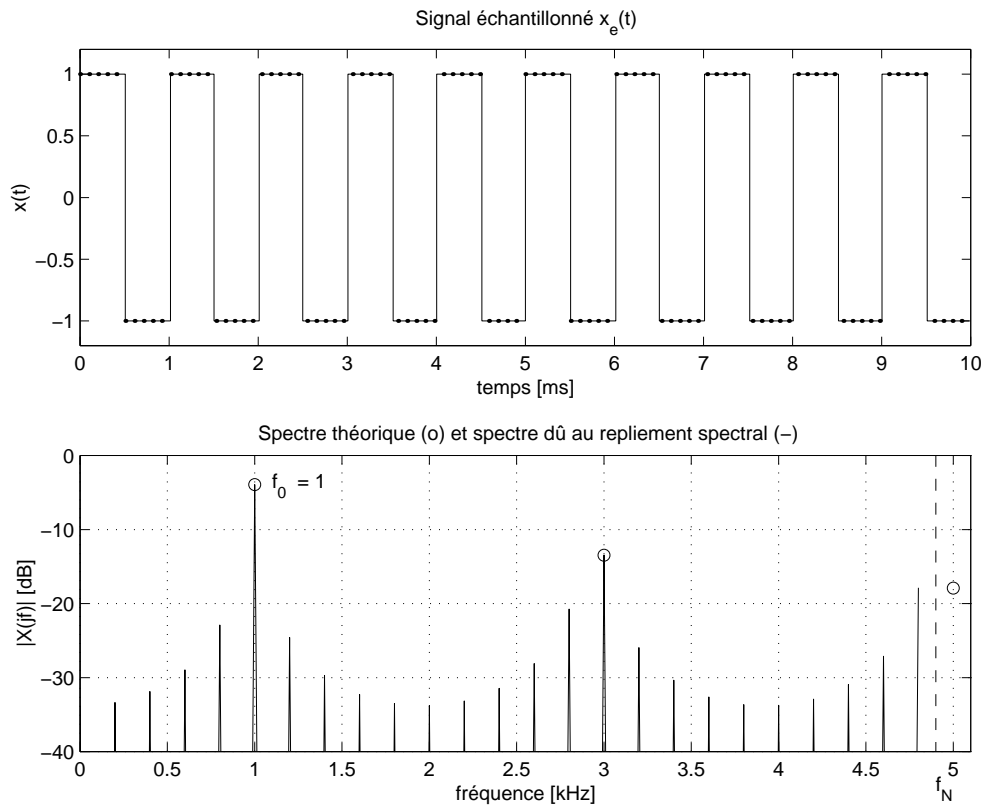 Signal échantillonné x_e(t)
1
0.5
0
−0.5
−1
x(t)
0 1 2 3 4 5 6 7 8 9 10
temps [ms]
Spectre théorique (o) et spectre dû au repliement spectral (−)
0
−10
−20
−30
−40
|X(jf)| [dB]
f_0 = 1
0 0.5 1 1.5 2 2.5 3 3.5 4 4.5 5
f_N
fréquence [kHz]